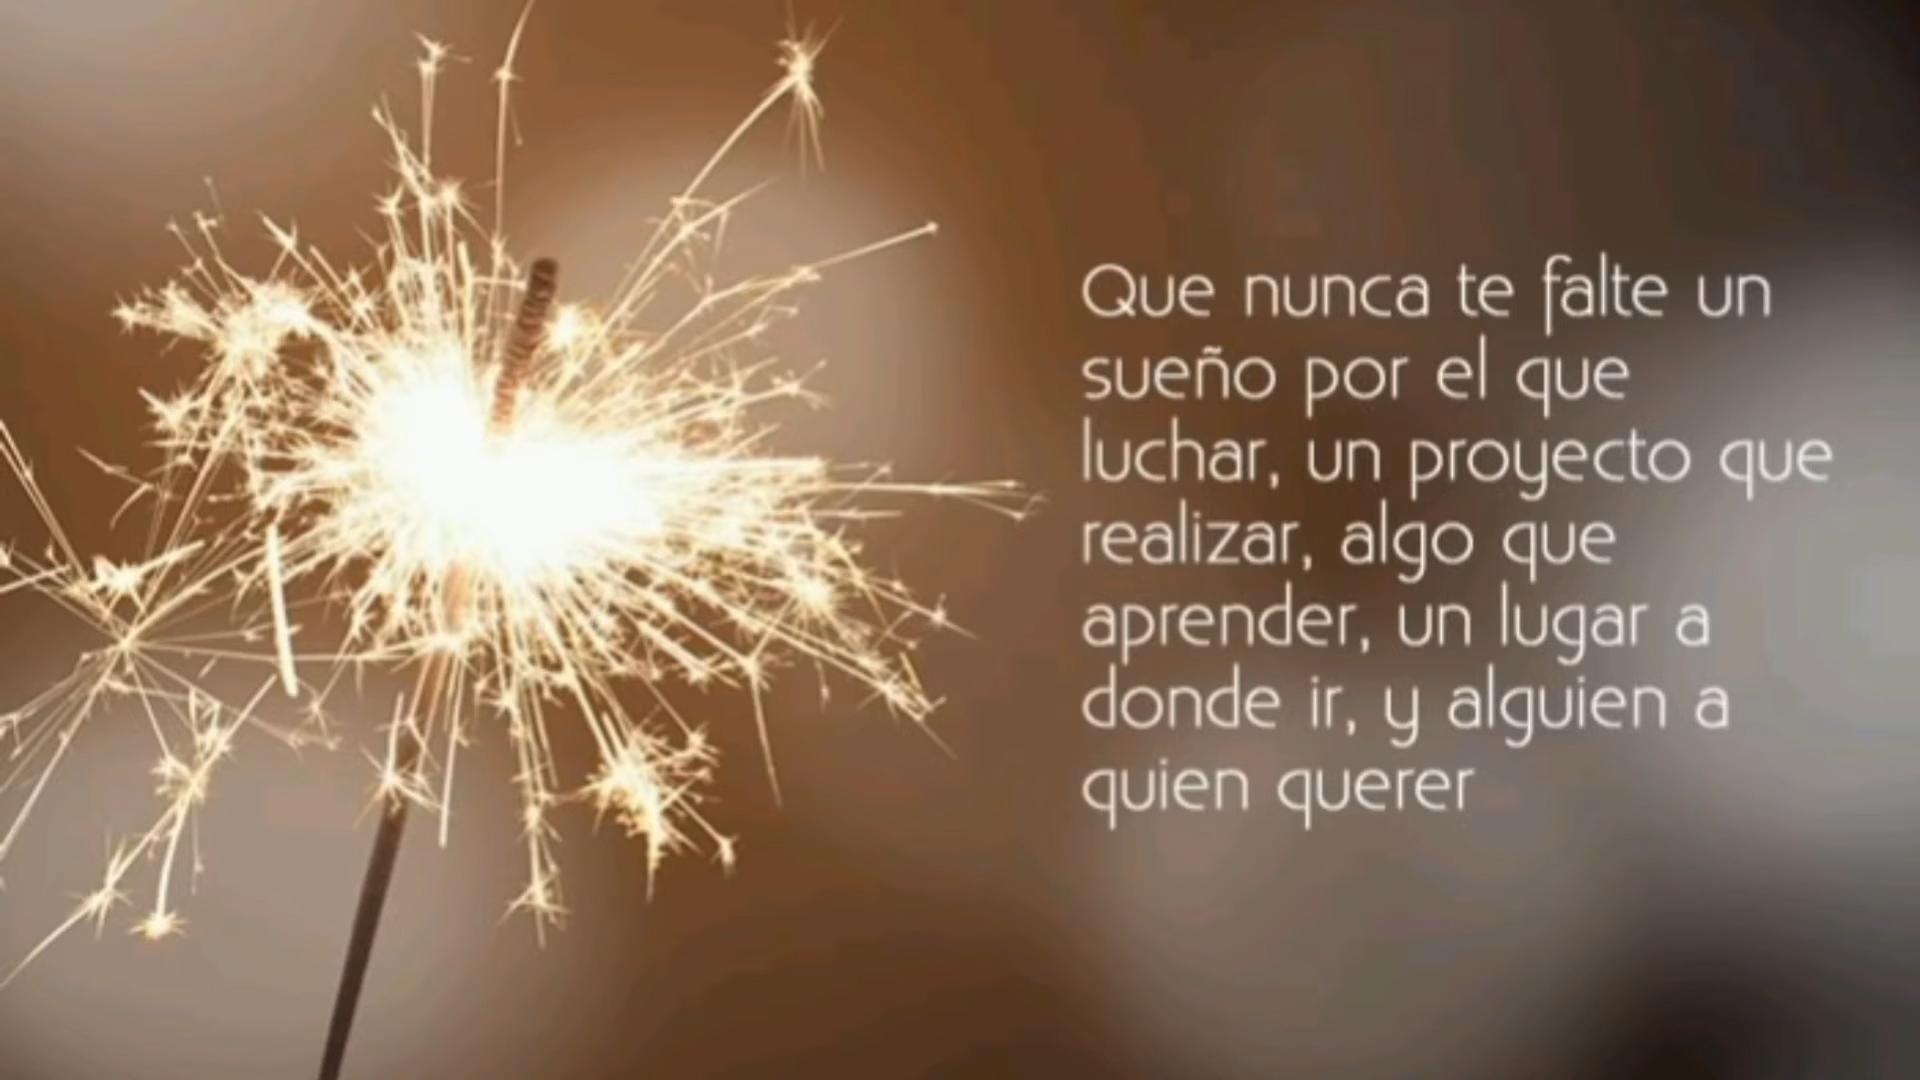 Que nunca te falte un
sueño por el que
luchar, un proyecto que
realizar, algo que
aprender, un lugar a
donde ir, y alguien a
quien querer